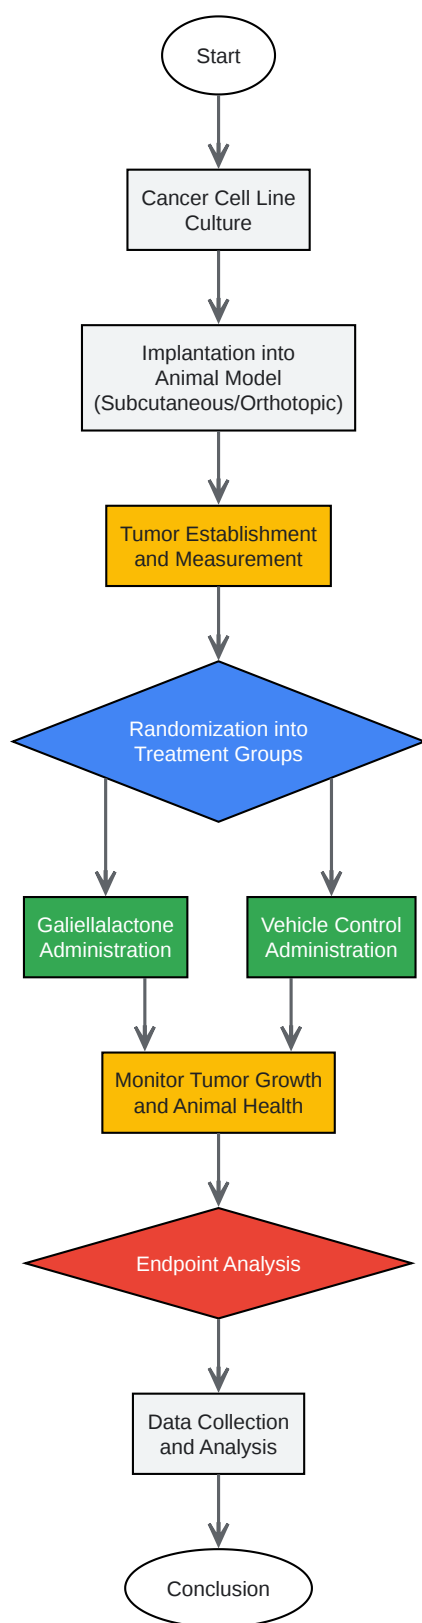 Start
Cancer Cell Line
Culture
Implantation into
Animal Model
(Subcutaneous/Orthotopic)
Tumor Establishment
and Measurement
Randomization into
Treatment Groups
Galiellalactone
Administration
Vehicle Control
Administration
Monitor Tumor Growth
and Animal Health
Endpoint Analysis
Data Collection
and Analysis
Conclusion